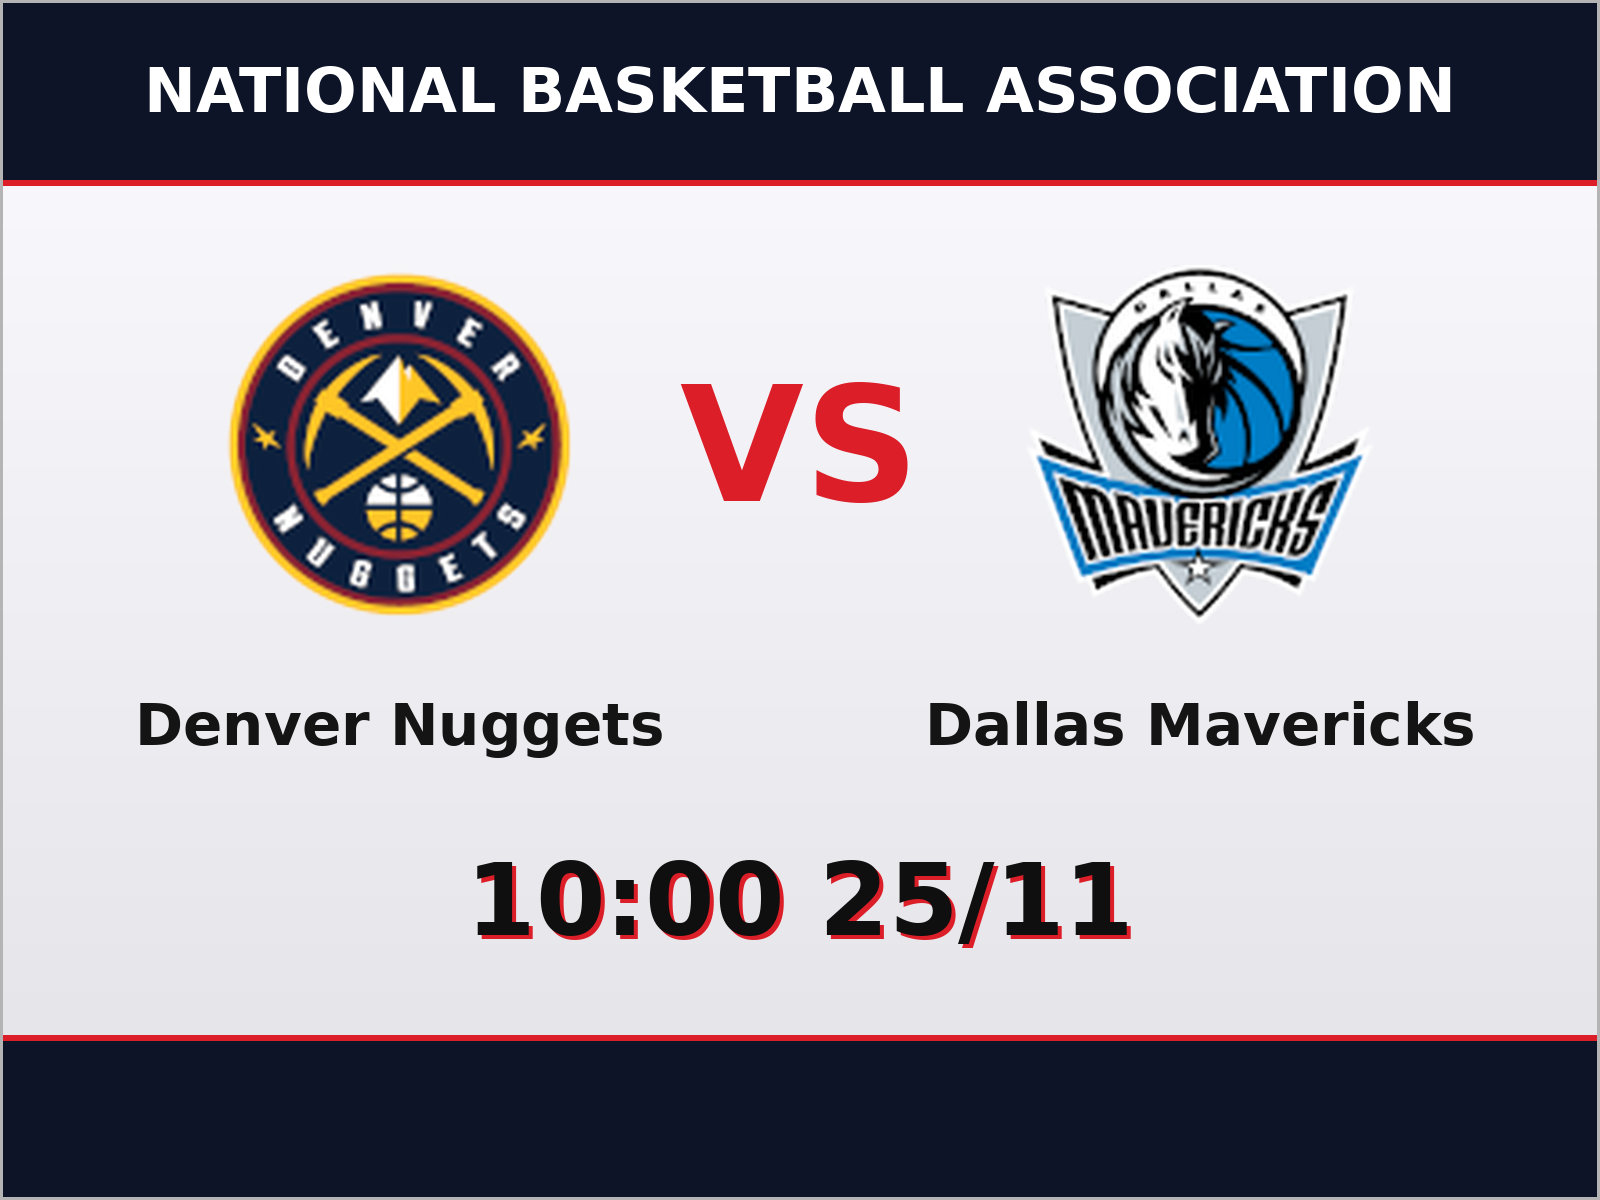 NATIONAL BASKETBALL ASSOCIATION
DENVER
NUGGETS
VS
DALLAS
MAVERICKS
Denver Nuggets
Dallas Mavericks
10:00 25/11